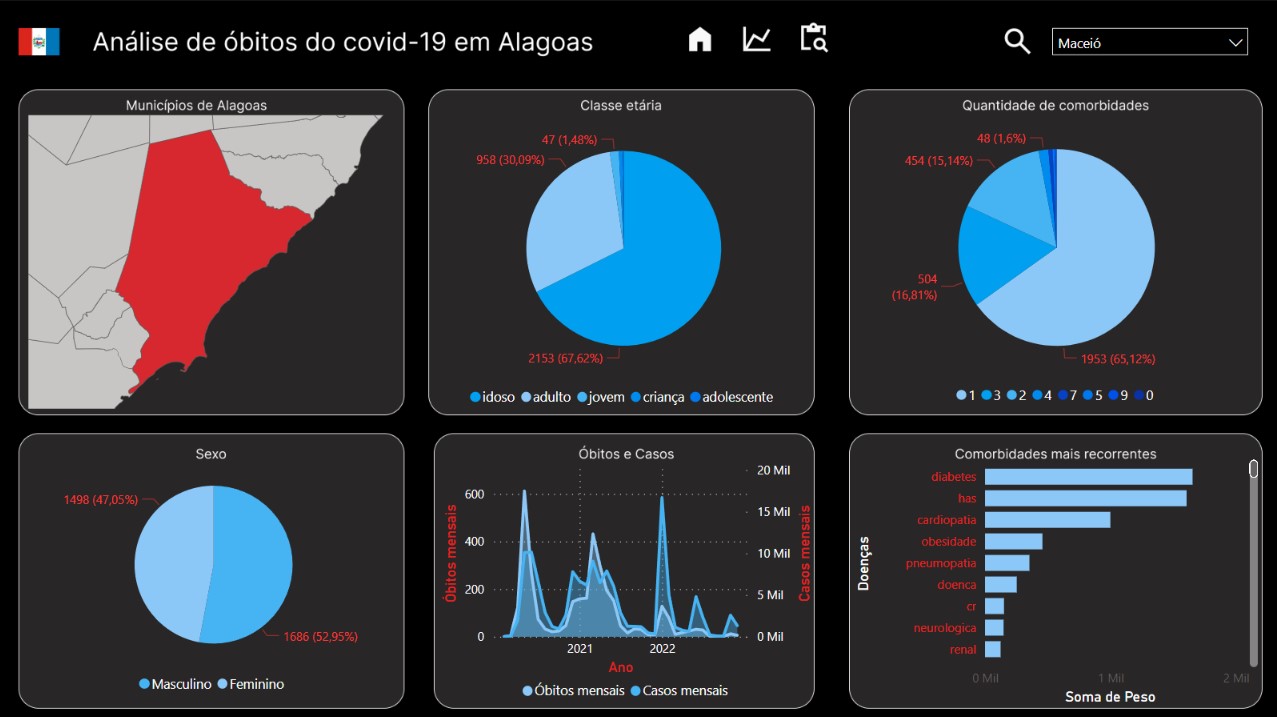 Análise de óbitos do covid-19 em Alagoas
Maceió
Municípios de Alagoas
Classe etária
47 (1,48%)
958 (30,09%)
2153 (67,62%)
idoso adulto jovem criança adolescente
Quantidade de comorbidades
48 (1,6%)
454 (15,14%)
504
(16,81%)
1953 (65,12%)
1 3 2 4 7 5 9 0
Sexo
1498 (47,05%)
1686 (52,95%)
Masculino Feminino
Óbitos e Casos
20 Mil
600
15 Mil
400
10 Mil
200
5 Mil
0
0 Mil
Óbitos mensais
Casos mensais
2021 2022
Ano
Óbitos mensais Casos mensais
Comorbidades mais recorrentes
Doenças
diabetes
has
cardiopatia
obesidade
pneumopatia
doenca
cr
neurologica
renal
0 Mil 1 Mil 2 Mil
Soma de Peso